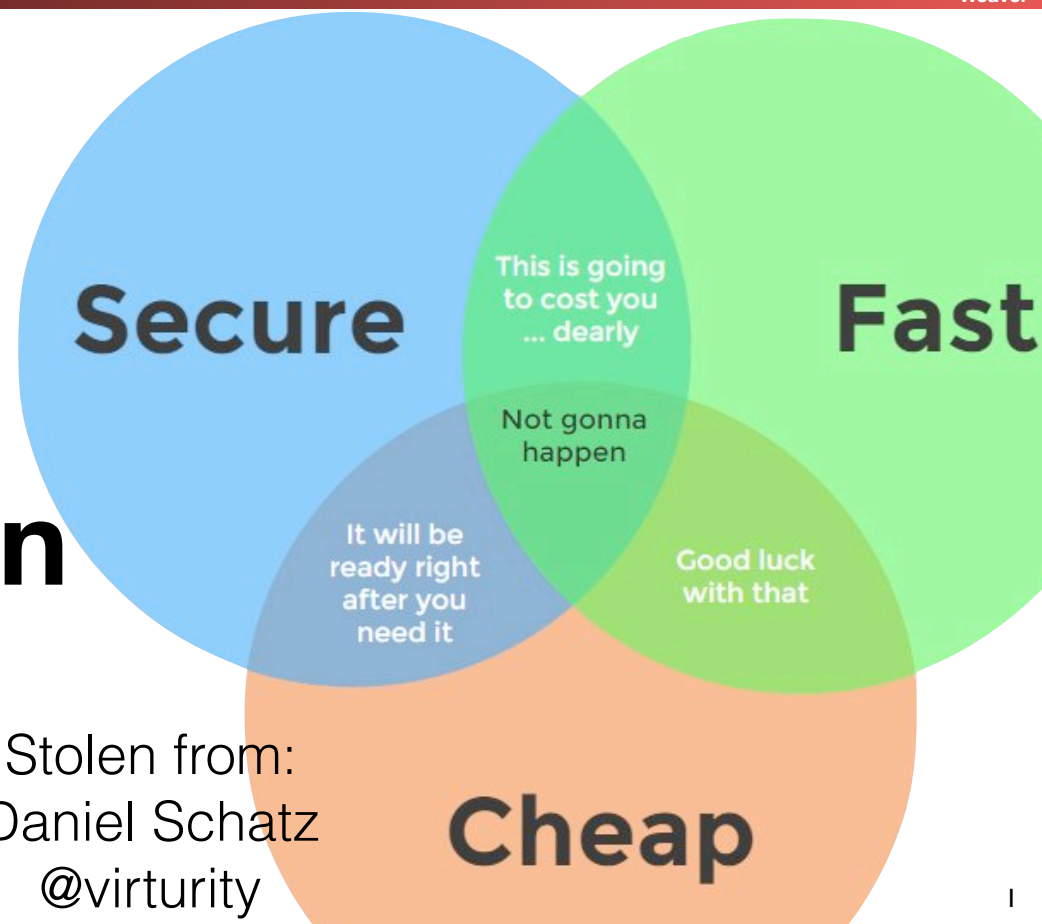 Secure
This is going
to cost you
... dearly
Fast
Not gonna
happen
n
It will be
ready right
after you
need it
Good luck
with that
Stolen from:
Daniel Schatz
@virturity
Cheap